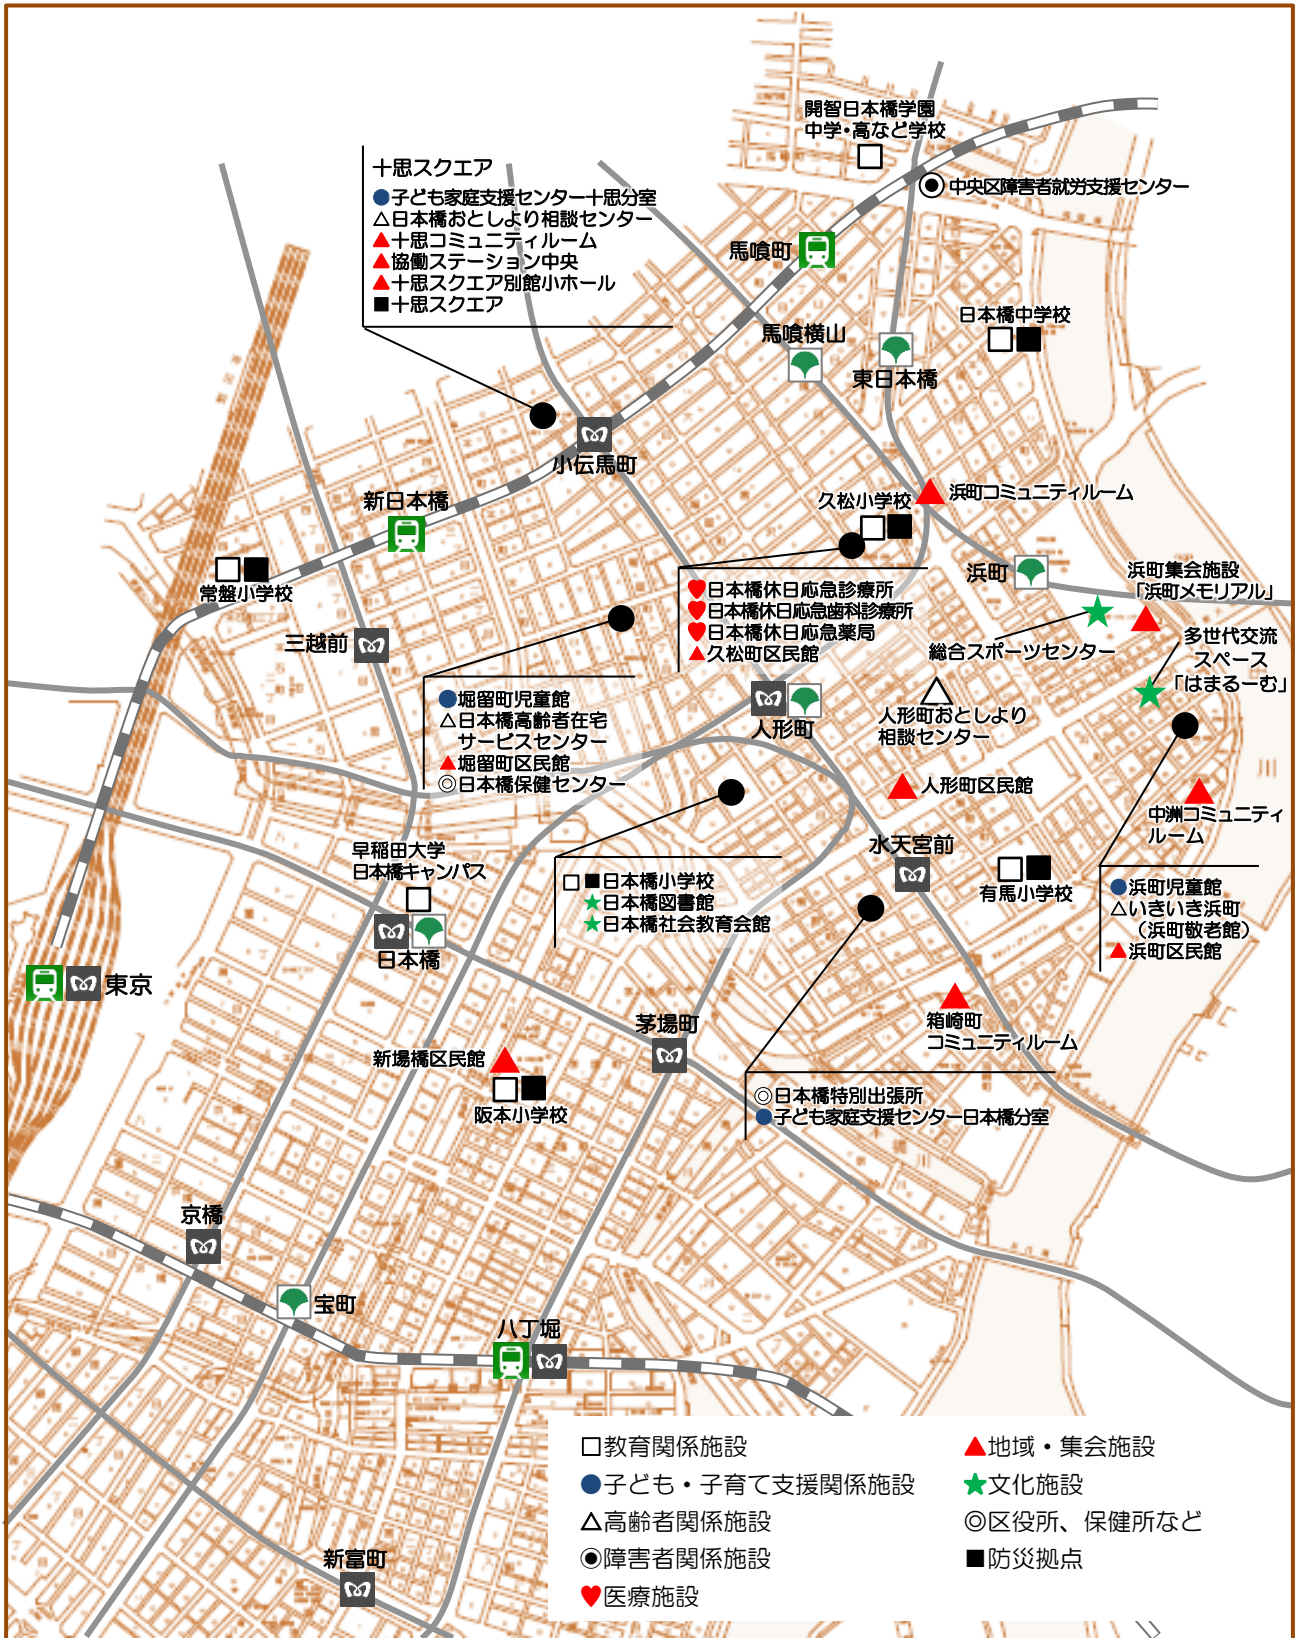 開智日本橋学園
中学・高など学校
中央区障害者就労支援センター
十思スクエア
●子ども家庭支援センター十思分室
△日本橋おとしより相談センター
▲十思コミュニティルーム
▲協働ステーション中央
▲十思スクエア別館小ホール
■十思スクエア
馬喰町
日本橋中学校
馬喰横山
東日本橋
小伝馬町
新日本橋
久松小学校
浜町コミュニティルーム
常盤小学校
浜町
浜町集会施設
「浜町メモリアル」
♥日本橋休日応急診療所
♥日本橋休日応急歯科診療所
♥日本橋休日応急薬局
▲久松町区民館
三越前
総合スポーツセンター
多世代交流
スペース
「はまるーむ」
●堀留町児童館
△日本橋高齢者在宅
サービスセンター
▲堀留町区民館
◎日本橋保健センター
人形町
人形町おとしより
相談センター
人形町区民館
川
中洲コミュニティ
ルーム
早稲田大学
日本橋キャンパス
水天宮前
□■日本橋小学校
★日本橋図書館
★日本橋社会教育会館
有馬小学校
●浜町児童館
△いきいき浜町
（浜町敬老館）
▲浜町区民館
日本橋
東京
箱崎町
コミュニティルーム
茅場町
新場橋区民館
阪本小学校
◎日本橋特別出張所
●子ども家庭支援センター日本橋分室
京橋
宝町
八丁堀
新富町
□教育関係施設
●子ども・子育て支援関係施設
△高齢者関係施設
◉障害者関係施設
♥医療施設
▲地域・集会施設
★文化施設
◎区役所、保健所など
■防災拠点